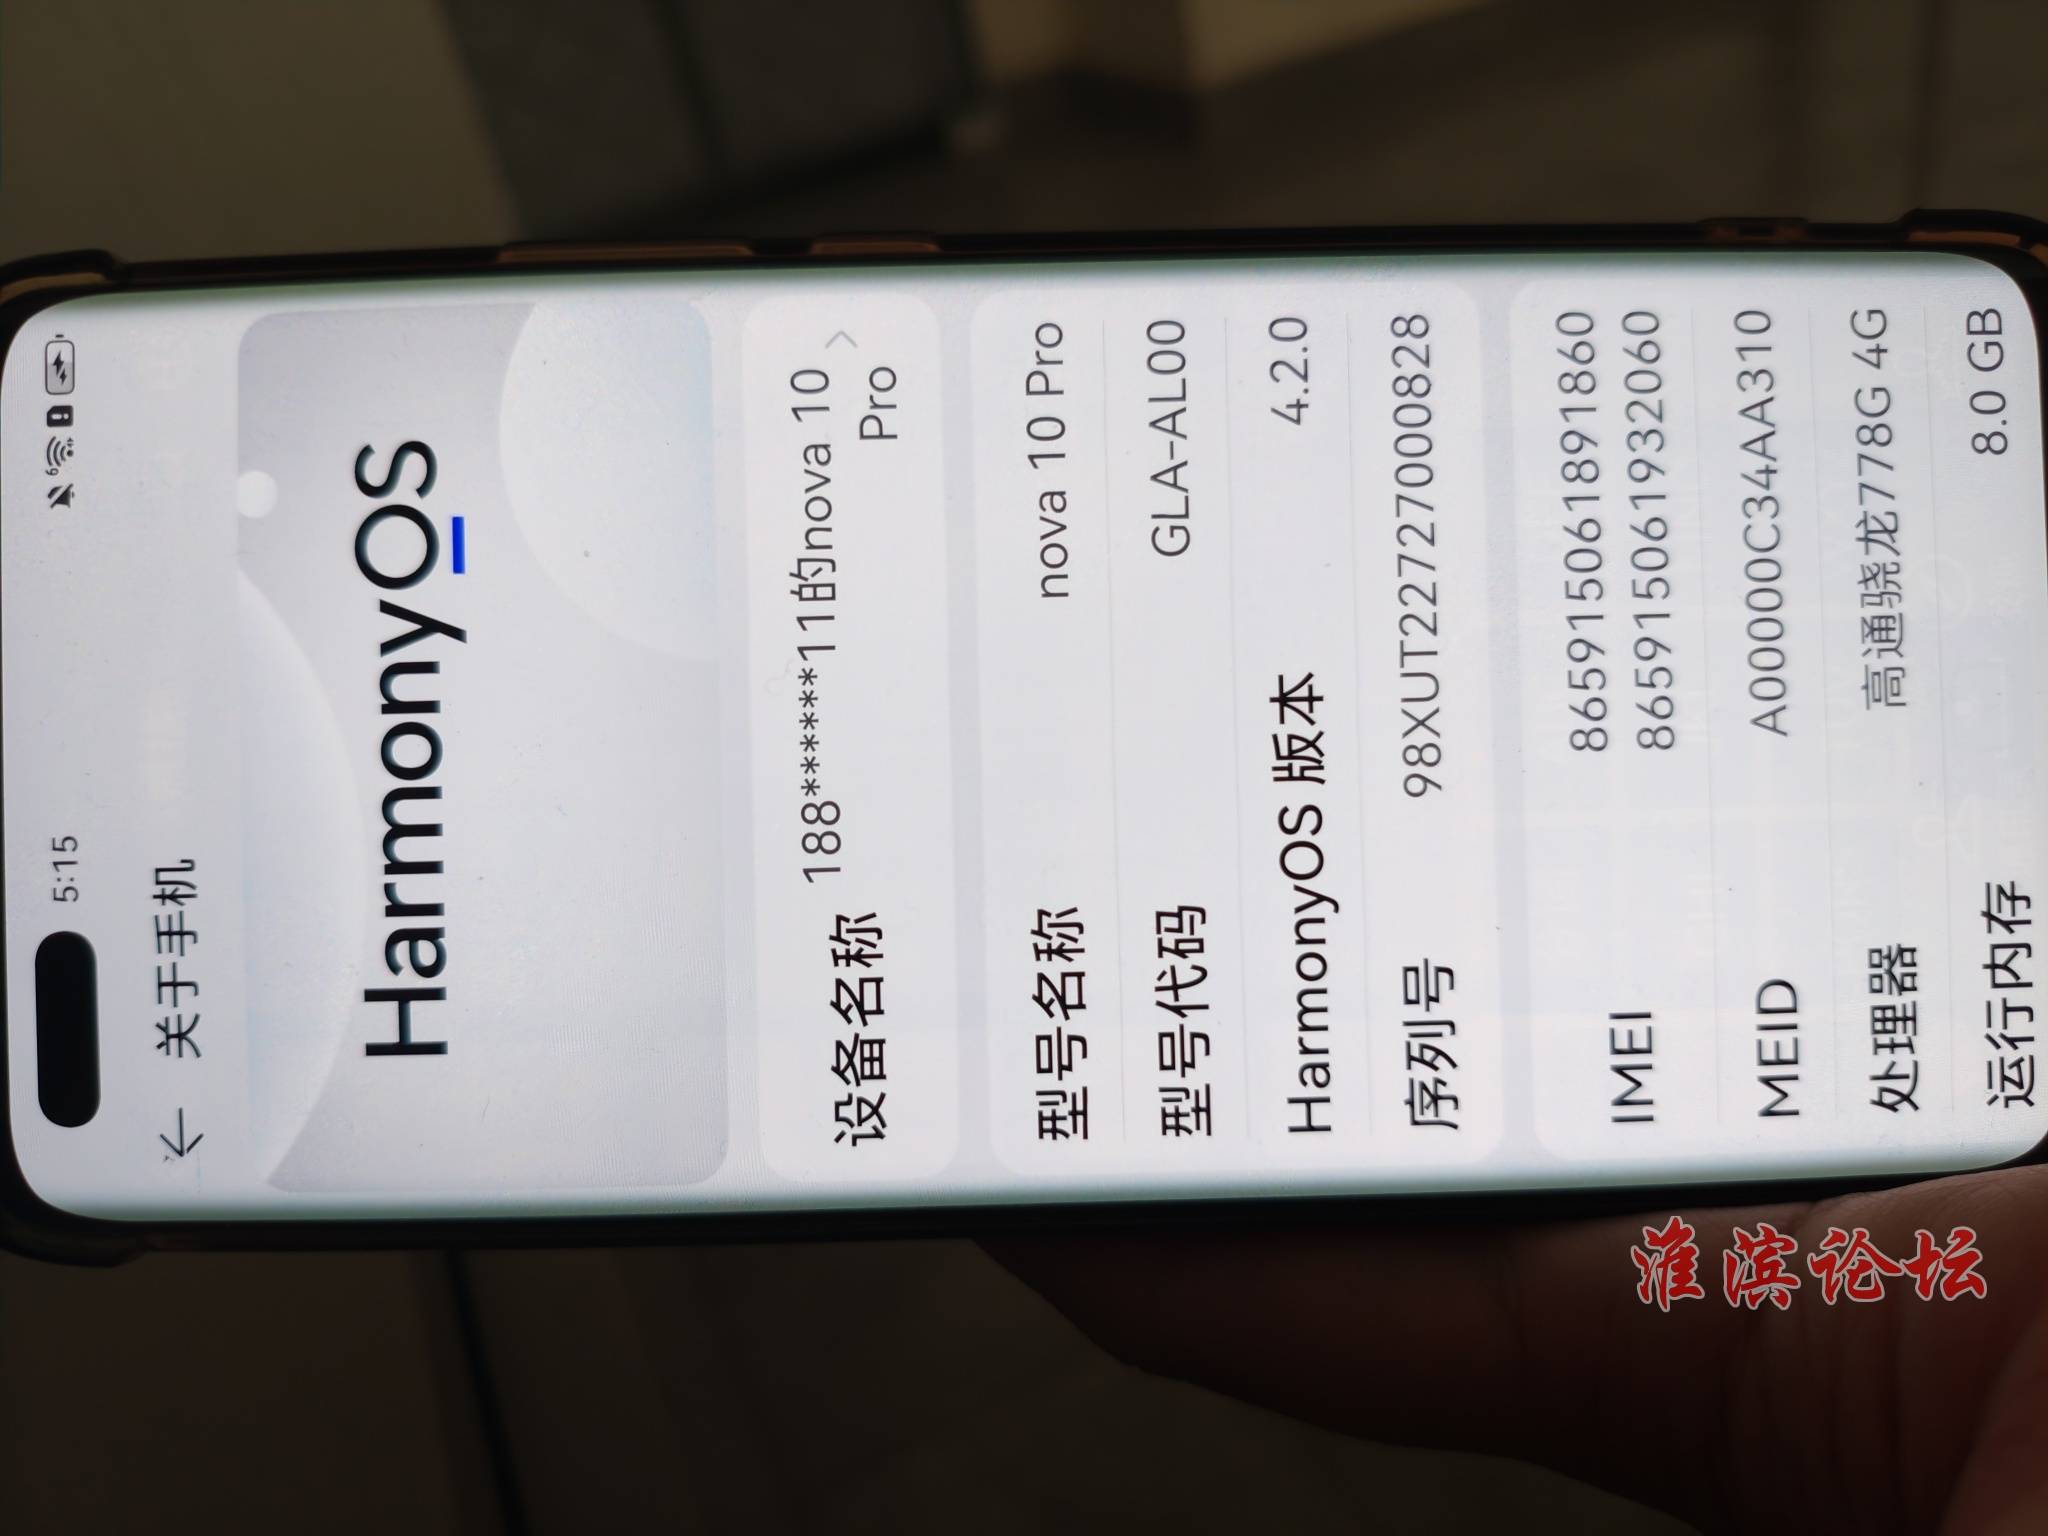 5:15
关于手机
HarmonyOS
设备名称 188******11的nova 10 Pro
型号名称 nova 10 Pro
型号代码 GLA-AL00
HarmonyOS 版本 4.2.0
序列号 98XUT22727000828
IMEI 865915061891860
865915061932060
MEID A00000C34AA310
处理器 高通骁龙778G 4G
运行内存 8.0 GB
淮滨论坛